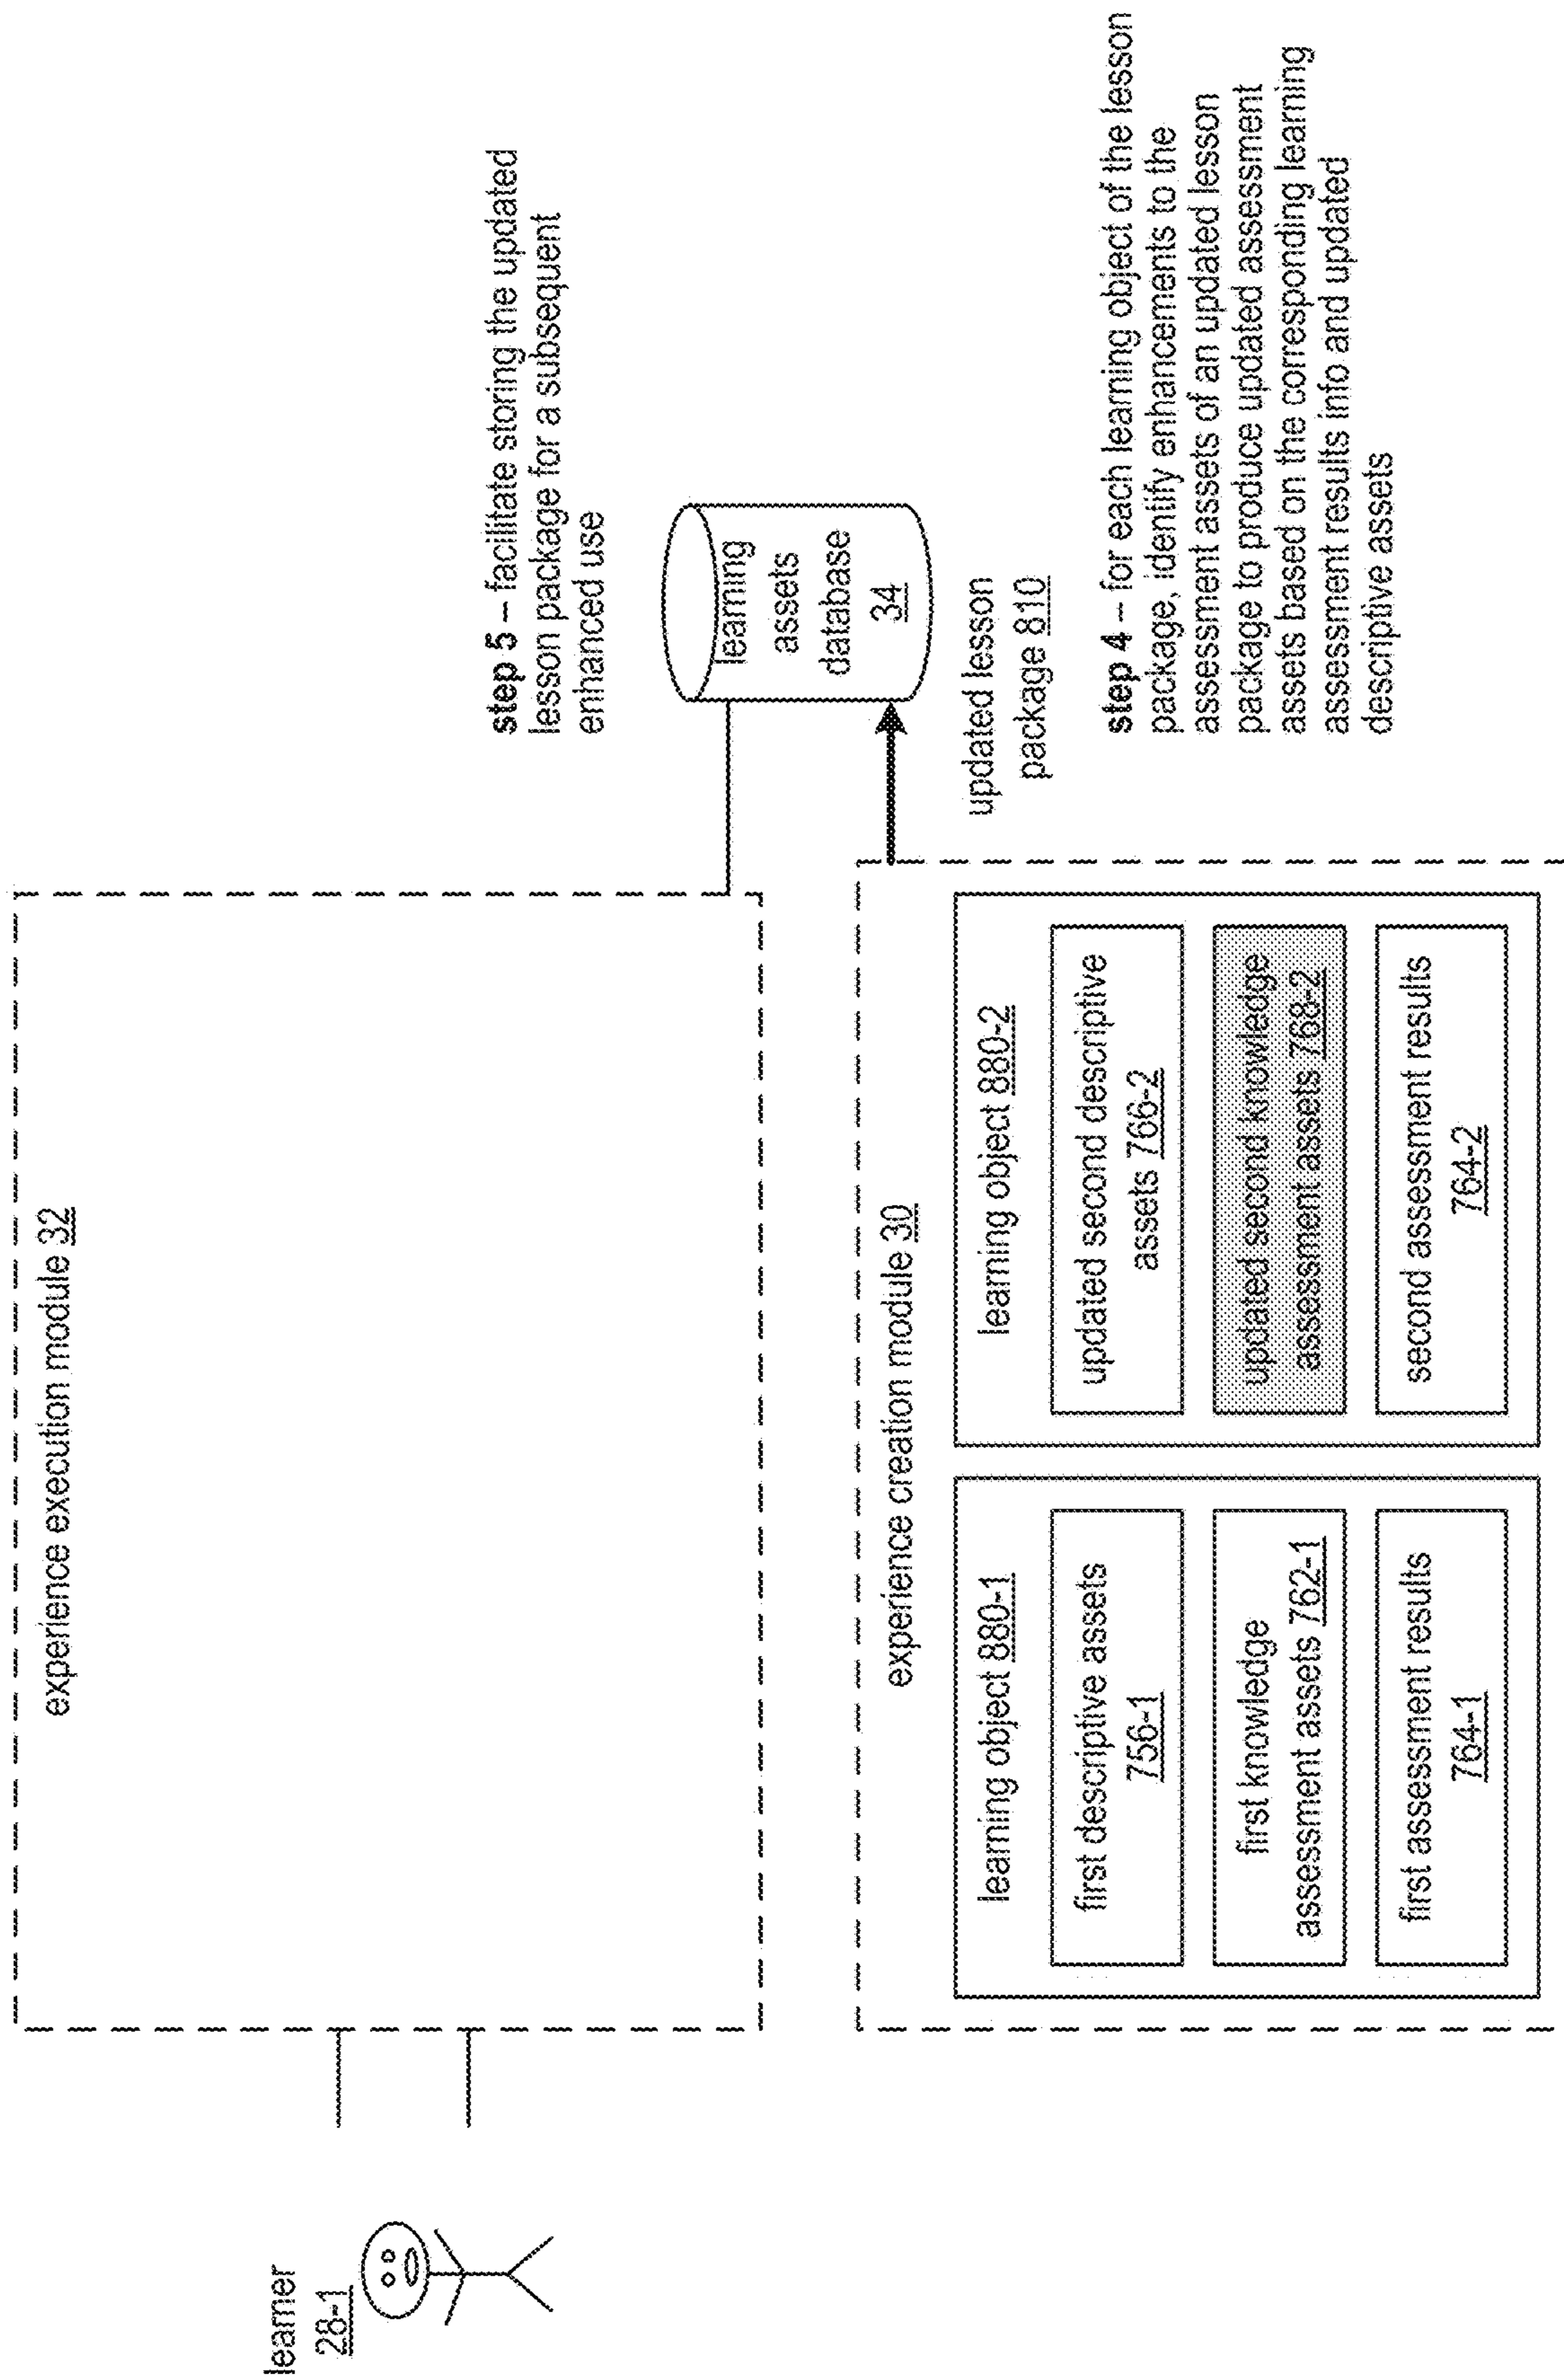 learner
28-1
experience execution module 32
step 5 – facilitate storing the updated
lesson package for a subsequent
enhanced use
learning
assets
database
34
experience creation module 30
updated lesson
package 810
learning object 880-1
first descriptive assets
756-1
first knowledge
assessment assets 762-1
first assessment results
764-1
learning object 880-2
updated second descriptive
assets 766-2
updated second knowledge
assessment assets 768-2
second assessment results
764-2
step 4 – for each learning object of the lesson
package, identify enhancements to the
assessment assets of an updated lesson
package to produce updated assessment
assets based on the corresponding learning
assessment results info and updated
descriptive assets